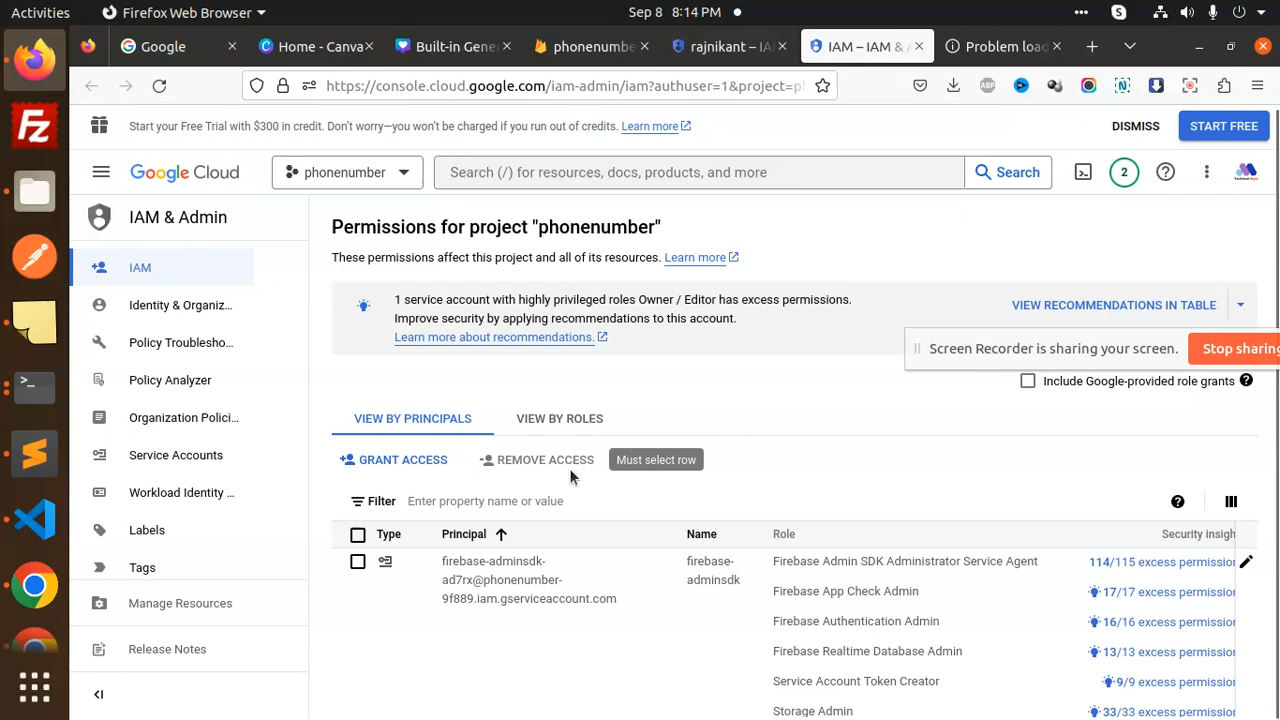 Activities
Firefox Web Browser
Sep 8 8:14 PM
Google
Home - Canva
Built-in Gene
phonenumbe
rajnikant – IA
IAM – IAM & A
Problem load
https://console.cloud.google.com/iam-admin/iam?authuser=1&project=ph
ABP
N
Start your Free Trial with $300 in credit. Don't worry—you won't be charged if you run out of credits. Learn more
DISMISS
START FREE
Google Cloud
phonenumber
Search (/) for resources, docs, products, and more
Search
2
IAM & Admin
IAM
Identity & Organiz...
Policy Troublesho...
Policy Analyzer
Organization Polici...
Service Accounts
Workload Identity ...
Labels
Tags
Manage Resources
Release Notes
Permissions for project "phonenumber"
These permissions affect this project and all of its resources. Learn more
1 service account with highly privileged roles Owner / Editor has excess permissions.
Improve security by applying recommendations to this account.
Learn more about recommendations.
VIEW RECOMMENDATIONS IN TABLE
Screen Recorder is sharing your screen.
Stop sharing
Include Google-provided role grants
VIEW BY PRINCIPALS
VIEW BY ROLES
GRANT ACCESS
REMOVE ACCESS
Must select row
Filter
Enter property name or value
Type
Principal
Name
Role
Security insigh
firebase-adminsdk-
ad7rx@phonenumber-
9f889.iam.gserviceaccount.com
firebase-
adminsdk
Firebase Admin SDK Administrator Service Agent
114/115 excess permission
Firebase App Check Admin
17/17 excess permission
Firebase Authentication Admin
16/16 excess permission
Firebase Realtime Database Admin
13/13 excess permission
Service Account Token Creator
9/9 excess permission
Storage Admin
33/33 excess permission